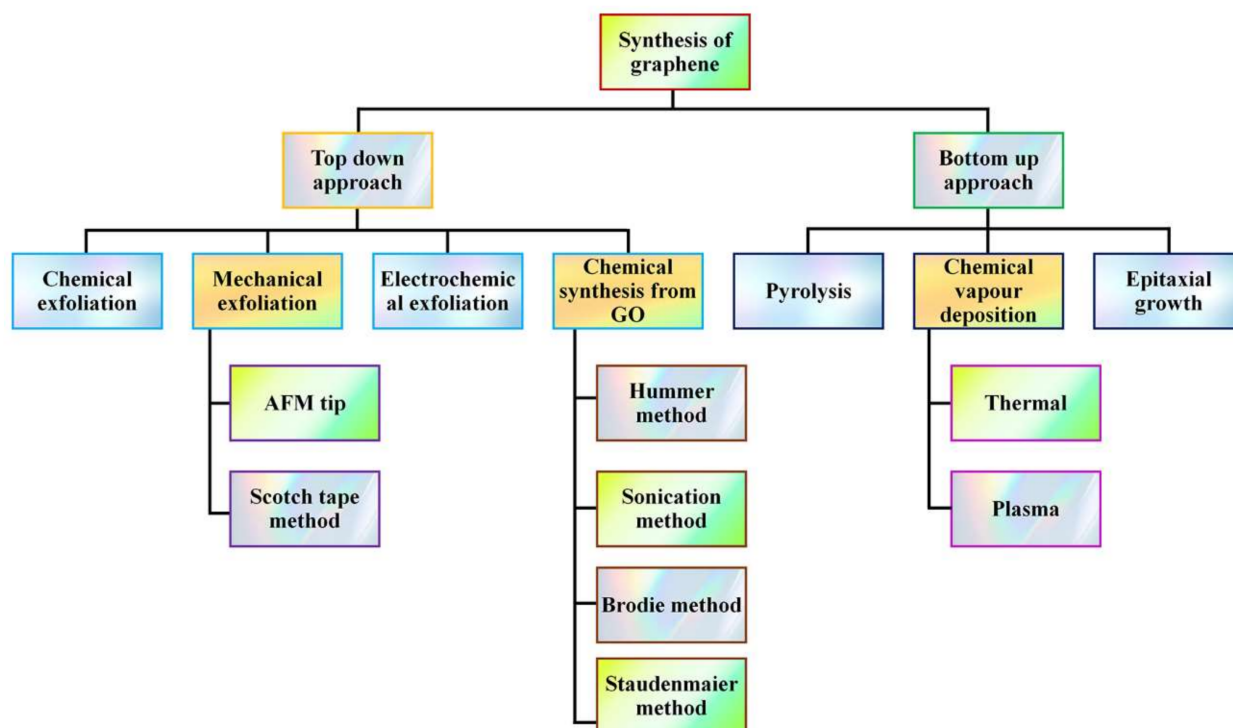 Synthesis of
graphene
Top down
approach
Bottom up
approach
Chemical
exfoliation
Mechanical
exfoliation
Electrochemic
al exfoliation
Chemical
synthesis from
GO
Pyrolysis
Chemical
vapour
deposition
Epitaxial
growth
AFM tip
Scotch tape
method
Hummer
method
Sonication
method
Brodie method
Staudenmaier
method
Thermal
Plasma